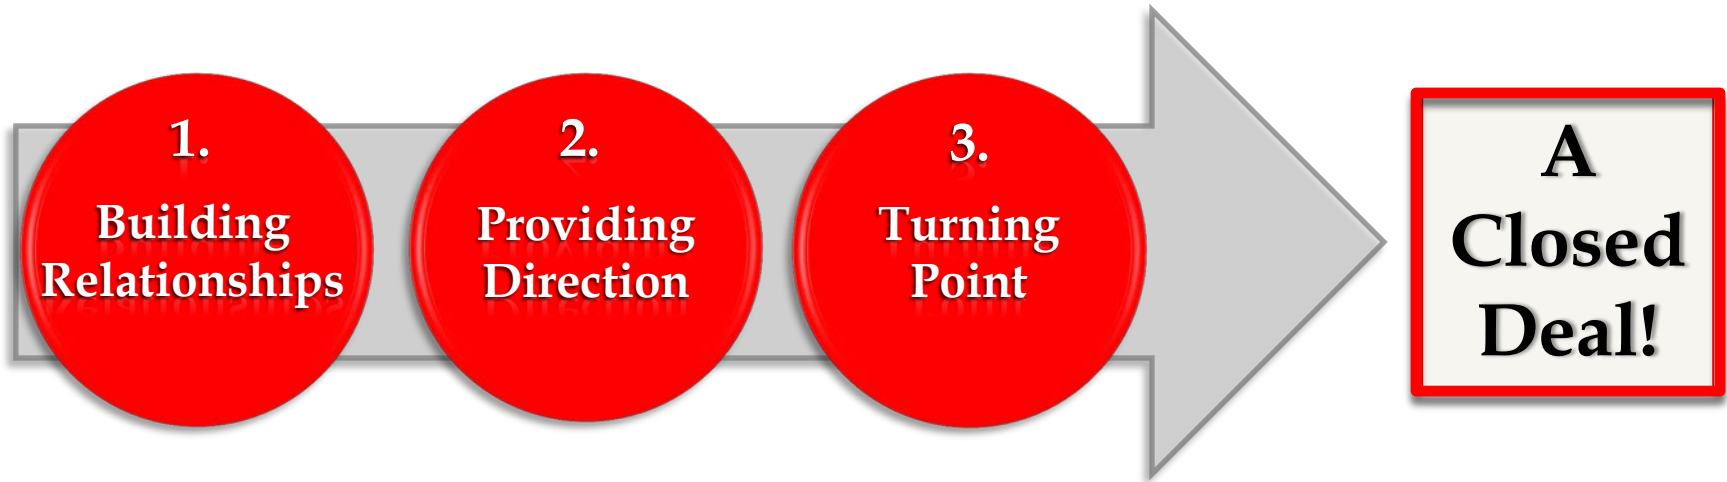 1.
Building
Relationships
2.
Providing
Direction
3.
Turning
Point
A
Closed
Deal!